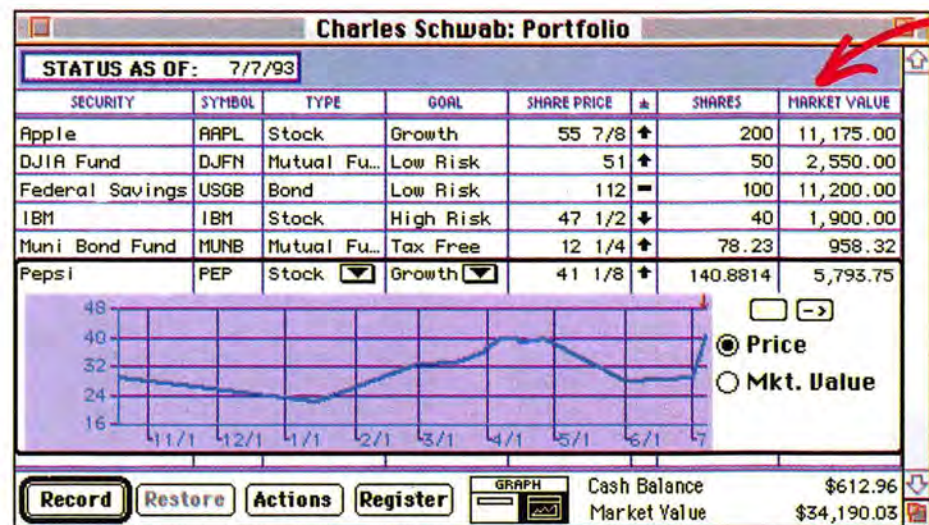 Charles Schwab: Portfolio
STATUS AS OF: 7/7/93
SECURITY SYMBOL TYPE GOAL SHARE PRICE ± SHARES MARKET VALUE
Apple AAPL Stock Growth 55 7/8 ↑ 200 11,175.00
DJIA Fund DJFN Mutual Fu… Low Risk 51 ↑ 50 2,550.00
Federal Savings USGB Bond Low Risk 112 – 100 11,200.00
IBM IBM Stock High Risk 47 1/2 ↓ 40 1,900.00
Muni Bond Fund MUNB Mutual Fu… Tax Free 12 1/4 ↑ 78.23 958.32
Pepsi PEP Stock Growth 41 1/8 ↑ 140.8814 5,793.75
48
40
32
24
16
11/1 12/1 1/1 2/1 3/1 4/1 5/1 6/1 7
->
Price
Mkt. Value
Record Restore Actions Register GRAPH Cash Balance $612.96
Market Value $34,190.03